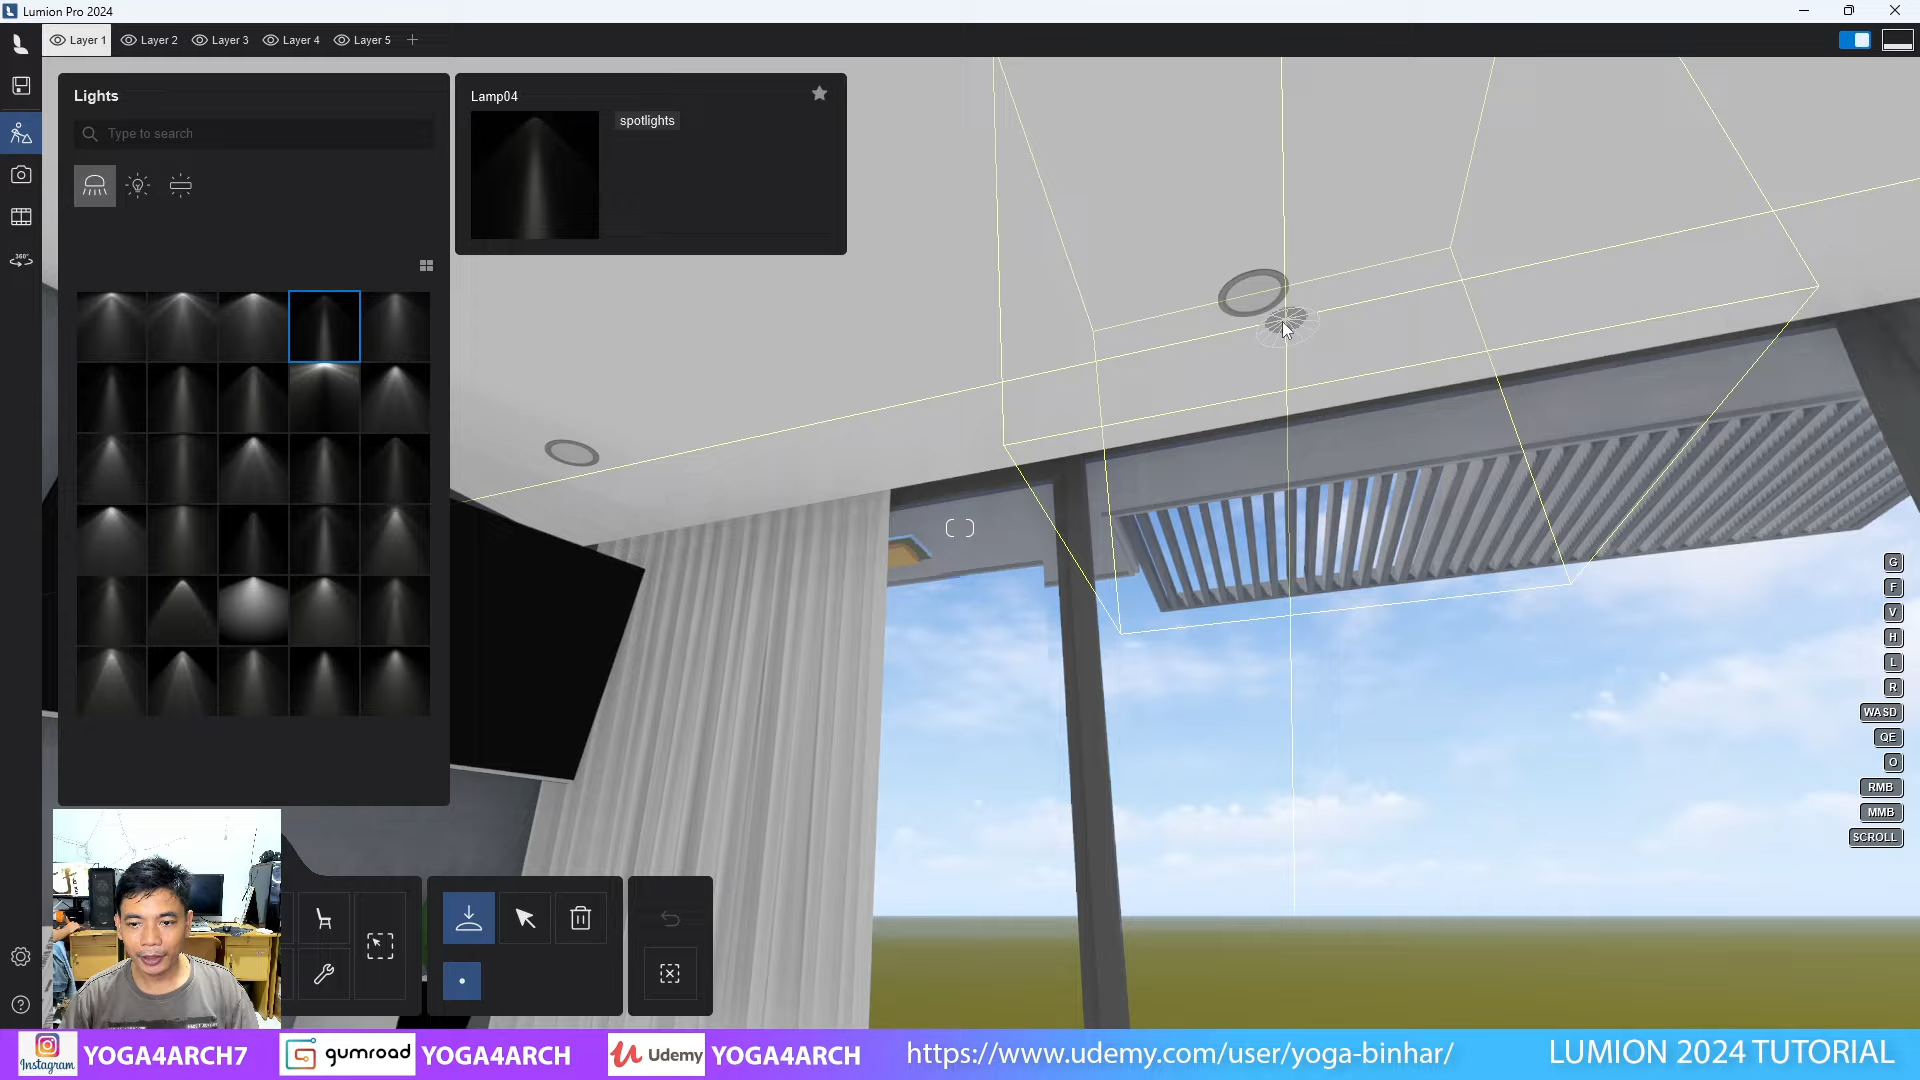 Lumion Pro 2024
Layer 1
Layer 2
Layer 3
Layer 4
Layer 5
Lights
Type to search
Lamp04
spotlights
360°
G
F
V
H
L
R
WASD
QE
O
RMB
MMB
SCROLL
Instagram
YOGA4ARCH7
gumroad
YOGA4ARCH
Udemy
YOGA4ARCH
https://www.udemy.com/user/yoga-binhar/
LUMION 2024 TUTORIAL